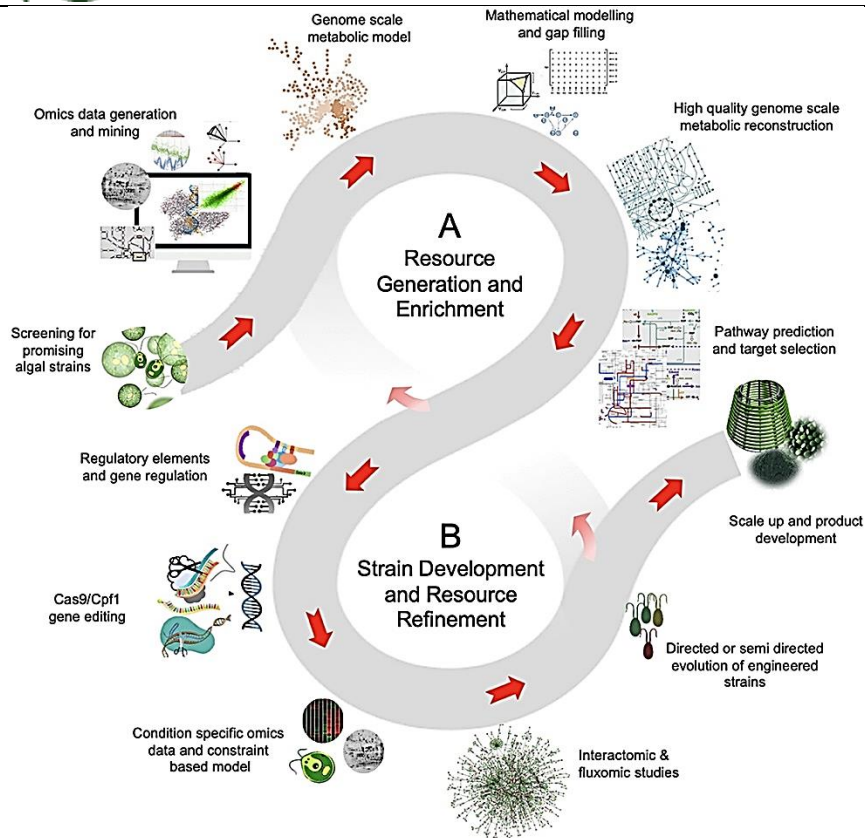 Genome scale
metabolic model
Mathematical modelling
and gap filling
Omics data generation
and mining
High quality genome scale
metabolic reconstruction
A
Resource
Generation and
Enrichment
Screening for
promising
algal strains
Pathway prediction
and target selection
Regulatory elements
and gene regulation
Scale up and product
development
B
Strain Development
and Resource
Refinement
Cas9/Cpf1
gene editing
Directed or semi directed
evolution of engineered
strains
Condition specific omics
data and constraint
based model
Interactomic &
fluxomic studies